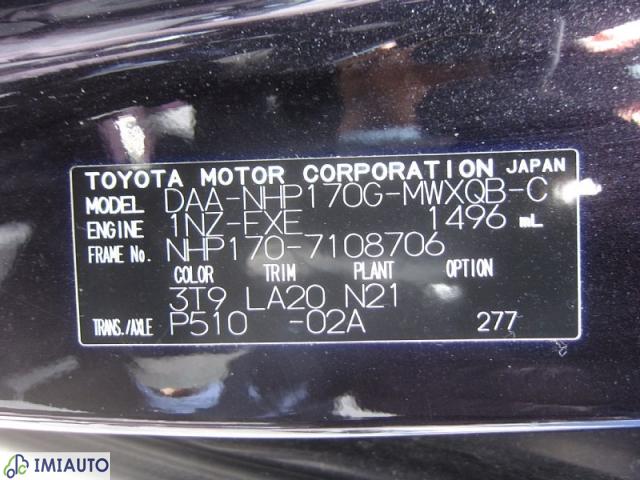 TOYOTA MOTOR CORPORATION JAPAN
MODEL DAA-NHP170G-MWXQB-C
ENGINE 1NZ-EXE 1496 mL
FRAME No. NHP170-7108706
COLOR TRIM PLANT OPTION
3T9 LA20 N21
TRANS./AXLE P510 -02A 277
IMIAUTO